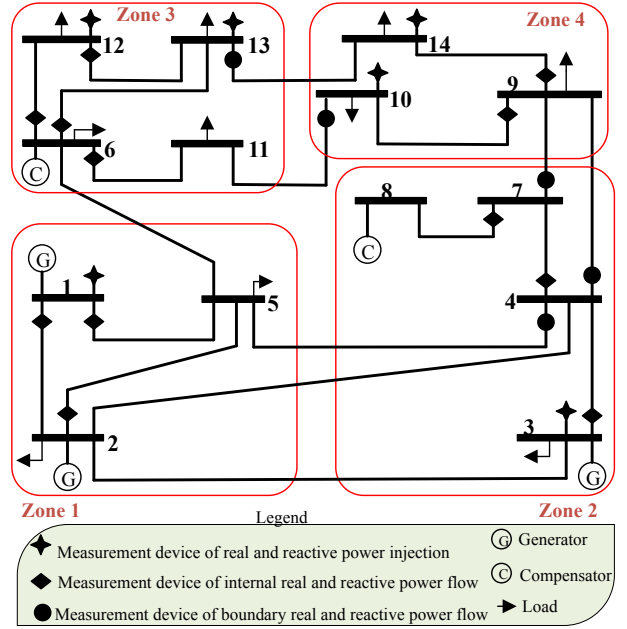 Zone 3
Zone 4
12
13
14
9
10
6
11
C
8
7
G
C
1
5
4
2
3
G
G
Zone 1
Zone 2
Legend
Measurement device of real and reactive power injection
G Generator
Measurement device of internal real and reactive power flow
C Compensator
Measurement device of boundary real and reactive power flow
Load